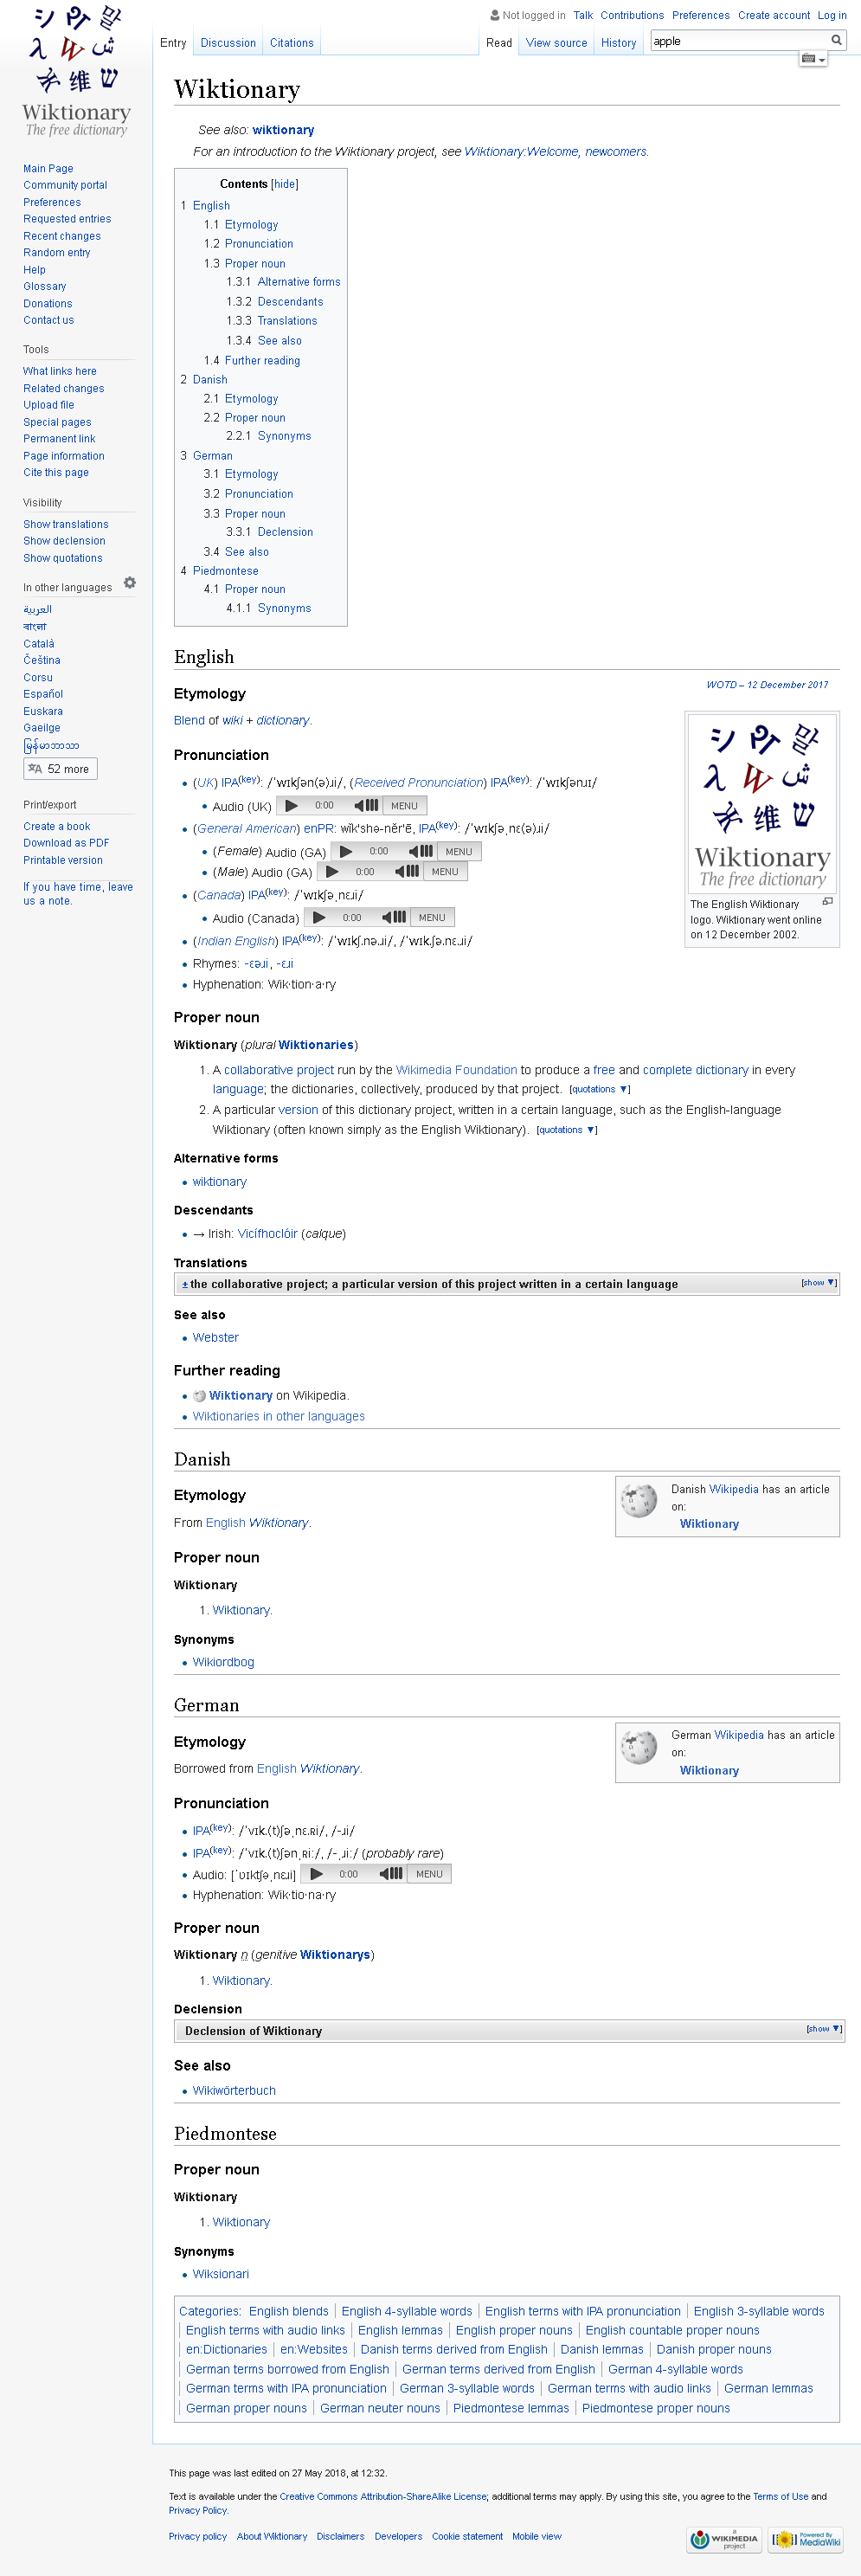 Not logged in Talk Contributions Preferences Create account Log in
Entry Discussion Citations Read View source History apple
Wiktionary
The free dictionary
Main Page
Community portal
Preferences
Requested entries
Recent changes
Random entry
Help
Glossary
Donations
Contact us
Tools
What links here
Related changes
Upload file
Special pages
Permanent link
Page information
Cite this page
Visibility
Show translations
Show declension
Show quotations
In other languages
العربية
বাংলা
Català
Čeština
Corsu
Español
Euskara
Gaeilge
မြန်မာဘာသာ
52 more
Print/export
Create a book
Download as PDF
Printable version
If you have time, leave
us a note.
Wiktionary
See also: wiktionary
For an introduction to the Wiktionary project, see Wiktionary:Welcome, newcomers.
Contents [hide]
1 English
1.1 Etymology
1.2 Pronunciation
1.3 Proper noun
1.3.1 Alternative forms
1.3.2 Descendants
1.3.3 Translations
1.3.4 See also
1.4 Further reading
2 Danish
2.1 Etymology
2.2 Proper noun
2.2.1 Synonyms
3 German
3.1 Etymology
3.2 Pronunciation
3.3 Proper noun
3.3.1 Declension
3.4 See also
4 Piedmontese
4.1 Proper noun
4.1.1 Synonyms
English
WOTD – 12 December 2017
Wiktionary
The free dictionary
The English Wiktionary
logo. Wiktionary went online
on 12 December 2002.
Etymology
Blend of wiki + dictionary.
Pronunciation
• (UK) IPA(key): /ˈwɪkʃən(ə)ɹi/, (Received Pronunciation) IPA(key): /ˈwɪkʃənɹɪ/
• Audio (UK) 0:00 MENU
• (General American) enPR: wĭk'shə-nĕr'ē, IPA(key): /ˈwɪkʃəˌnɛ(ə)ɹi/
• (Female) Audio (GA) 0:00 MENU
• (Male) Audio (GA) 0:00 MENU
• (Canada) IPA(key): /ˈwɪkʃəˌnɛɹi/
• Audio (Canada) 0:00 MENU
• (Indian English) IPA(key): /ˈwɪkʃ.nəɹi/, /ˈwɪk.ʃə.nɛɹi/
• Rhymes: -ɛəɹi, -ɛɹi
• Hyphenation: Wik‧tion‧a‧ry
Proper noun
Wiktionary (plural Wiktionaries)
1. A collaborative project run by the Wikimedia Foundation to produce a free and complete dictionary in every
language; the dictionaries, collectively, produced by that project. [quotations ▼]
2. A particular version of this dictionary project, written in a certain language, such as the English-language
Wiktionary (often known simply as the English Wiktionary). [quotations ▼]
Alternative forms
• wiktionary
Descendants
• → Irish: Vicífhoclóir (calque)
Translations
± the collaborative project; a particular version of this project written in a certain language [show ▼]
See also
• Webster
Further reading
• Wiktionary on Wikipedia.
• Wiktionaries in other languages
Danish
Danish Wikipedia has an article
on:
Wiktionary
Etymology
From English Wiktionary.
Proper noun
Wiktionary
1. Wiktionary.
Synonyms
• Wikiordbog
German
German Wikipedia has an article
on:
Wiktionary
Etymology
Borrowed from English Wiktionary.
Pronunciation
• IPA(key): /ˈvɪk.(t)ʃəˌnɛ.ʀi/, /-ɹi/
• IPA(key): /ˈvɪk.(t)ʃənˌʀiː/, /-ˌɹiː/ (probably rare)
• Audio: [ˈʋɪktʃəˌnɛɹi] 0:00 MENU
• Hyphenation: Wik‧tio‧na‧ry
Proper noun
Wiktionary n (genitive Wiktionarys)
1. Wiktionary.
Declension
Declension of Wiktionary [show ▼]
See also
• Wikiwörterbuch
Piedmontese
Proper noun
Wiktionary
1. Wiktionary
Synonyms
• Wiksionari
Categories: English blends | English 4-syllable words | English terms with IPA pronunciation | English 3-syllable words
| English terms with audio links | English lemmas | English proper nouns | English countable proper nouns
| en:Dictionaries | en:Websites | Danish terms derived from English | Danish lemmas | Danish proper nouns
| German terms borrowed from English | German terms derived from English | German 4-syllable words
| German terms with IPA pronunciation | German 3-syllable words | German terms with audio links | German lemmas
| German proper nouns | German neuter nouns | Piedmontese lemmas | Piedmontese proper nouns
This page was last edited on 27 May 2018, at 12:32.
Text is available under the Creative Commons Attribution-ShareAlike License; additional terms may apply. By using this site, you agree to the Terms of Use and
Privacy Policy.
Privacy policy About Wiktionary Disclaimers Developers Cookie statement Mobile view
A WIKIMEDIA project
Powered By MediaWiki